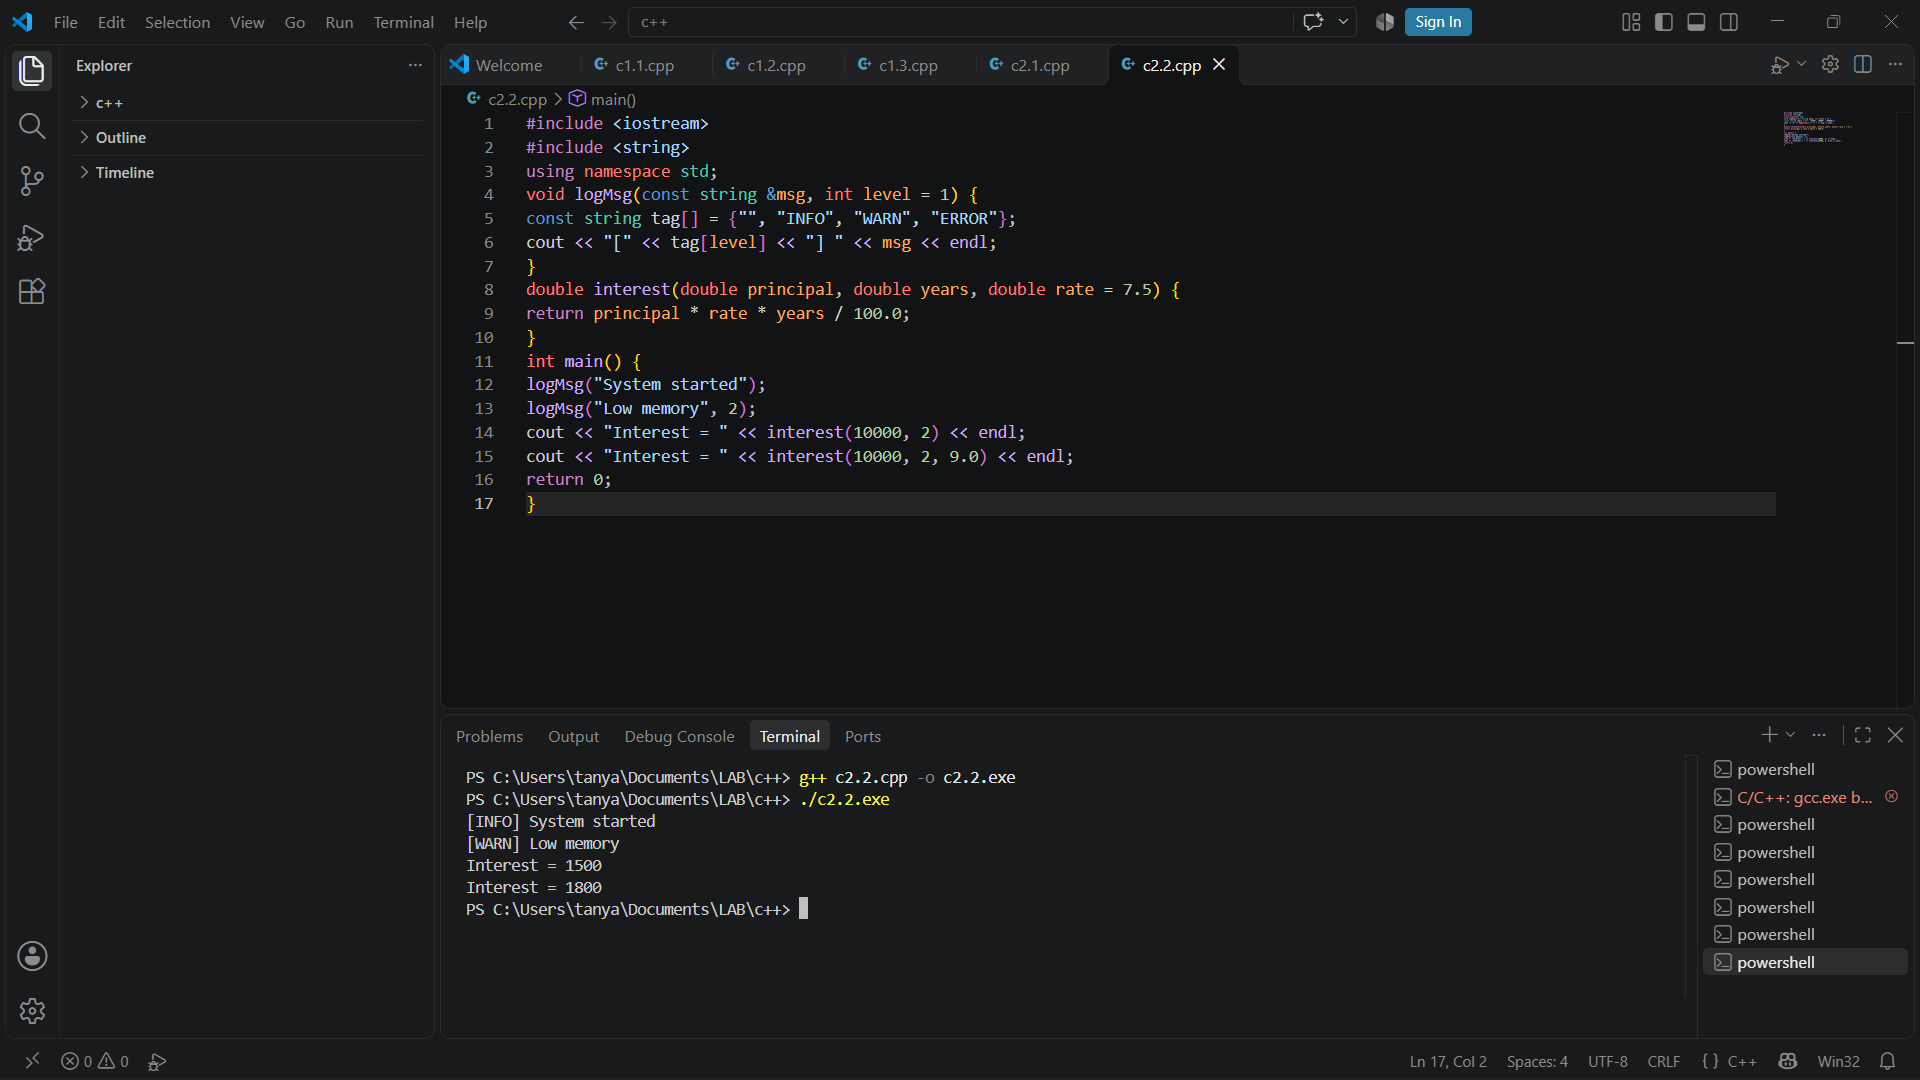 File Edit Selection View Go Run Terminal Help
c++
Sign In
Explorer
c++
Outline
Timeline
Welcome
c1.1.cpp
c1.2.cpp
c1.3.cpp
c2.1.cpp
c2.2.cpp
c2.2.cpp > main()
1 #include <iostream>
2 #include <string>
3 using namespace std;
4 void logMsg(const string &msg, int level = 1) {
5 const string tag[] = {"", "INFO", "WARN", "ERROR"};
6 cout << "[" << tag[level] << "] " << msg << endl;
7 }
8 double interest(double principal, double years, double rate = 7.5) {
9 return principal * rate * years / 100.0;
10 }
11 int main() {
12 logMsg("System started");
13 logMsg("Low memory", 2);
14 cout << "Interest = " << interest(10000, 2) << endl;
15 cout << "Interest = " << interest(10000, 2, 9.0) << endl;
16 return 0;
17 }
Problems Output Debug Console Terminal Ports
PS C:\Users\tanya\Documents\LAB\c++> g++ c2.2.cpp -o c2.2.exe
PS C:\Users\tanya\Documents\LAB\c++> ./c2.2.exe
[INFO] System started
[WARN] Low memory
Interest = 1500
Interest = 1800
PS C:\Users\tanya\Documents\LAB\c++>
powershell
C/C++: gcc.exe b...
powershell
powershell
powershell
powershell
powershell
powershell
0 0
Ln 17, Col 2 Spaces: 4 UTF-8 CRLF { } C++ Win32